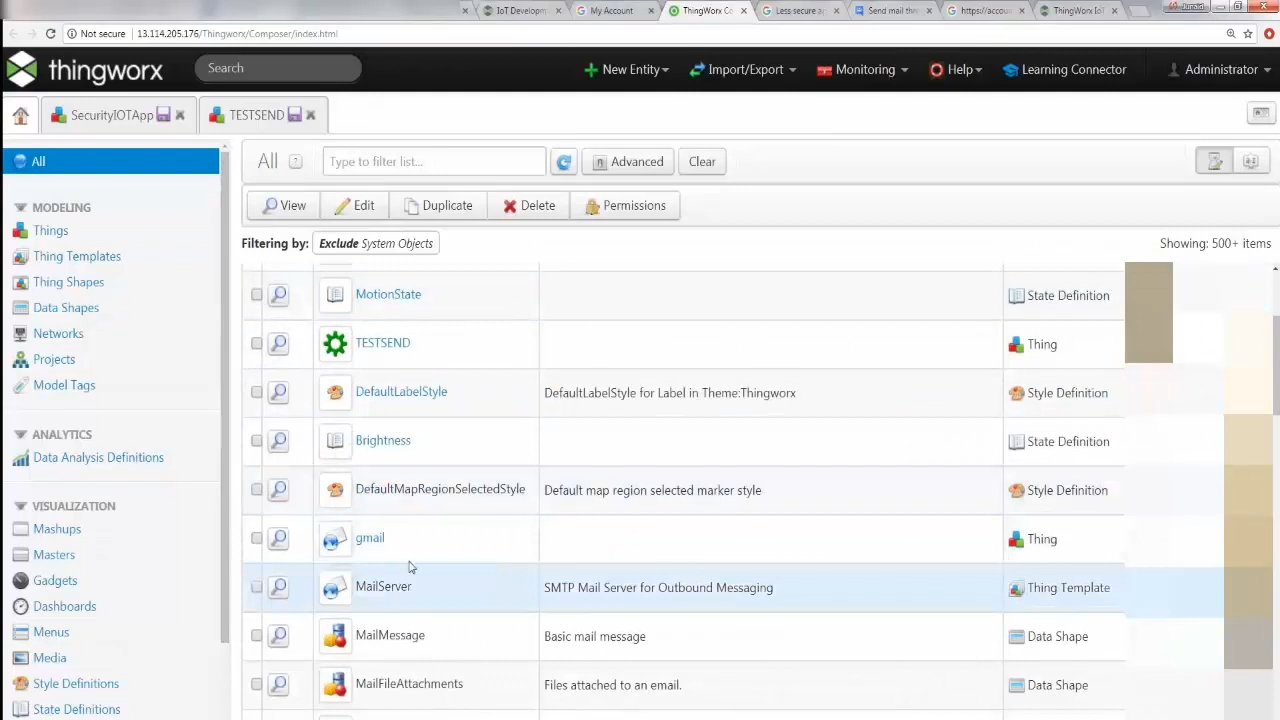 IoT Developm
My Account
ThingWorx Co
Less secure ap
Send mail thr
https://accou
ThingWorx IoT
Not secure 13.114.205.176/Thingworx/Composer/index.html
thingworx
Search
New Entity
Import/Export
Monitoring
Help
Learning Connector
Administrator
SecurityIOTApp
TESTSEND
All
All
?
Type to filter list...
Advanced
Clear
View
Edit
Duplicate
Delete
Permissions
Filtering by: Exclude System Objects
Showing: 500+ items
MODELING
Things
Thing Templates
Thing Shapes
Data Shapes
Networks
Projects
Model Tags
ANALYTICS
Data Analysis Definitions
VISUALIZATION
Mashups
Masters
Gadgets
Dashboards
Menus
Media
Style Definitions
State Definitions
MotionState State Definition
TESTSEND Thing
DefaultLabelStyle DefaultLabelStyle for Label in Theme:Thingworx Style Definition
Brightness State Definition
DefaultMapRegionSelectedStyle Default map region selected marker style Style Definition
gmail Thing
MailServer SMTP Mail Server for Outbound Messaging Thing Template
MailMessage Basic mail message Data Shape
MailFileAttachments Files attached to an email. Data Shape